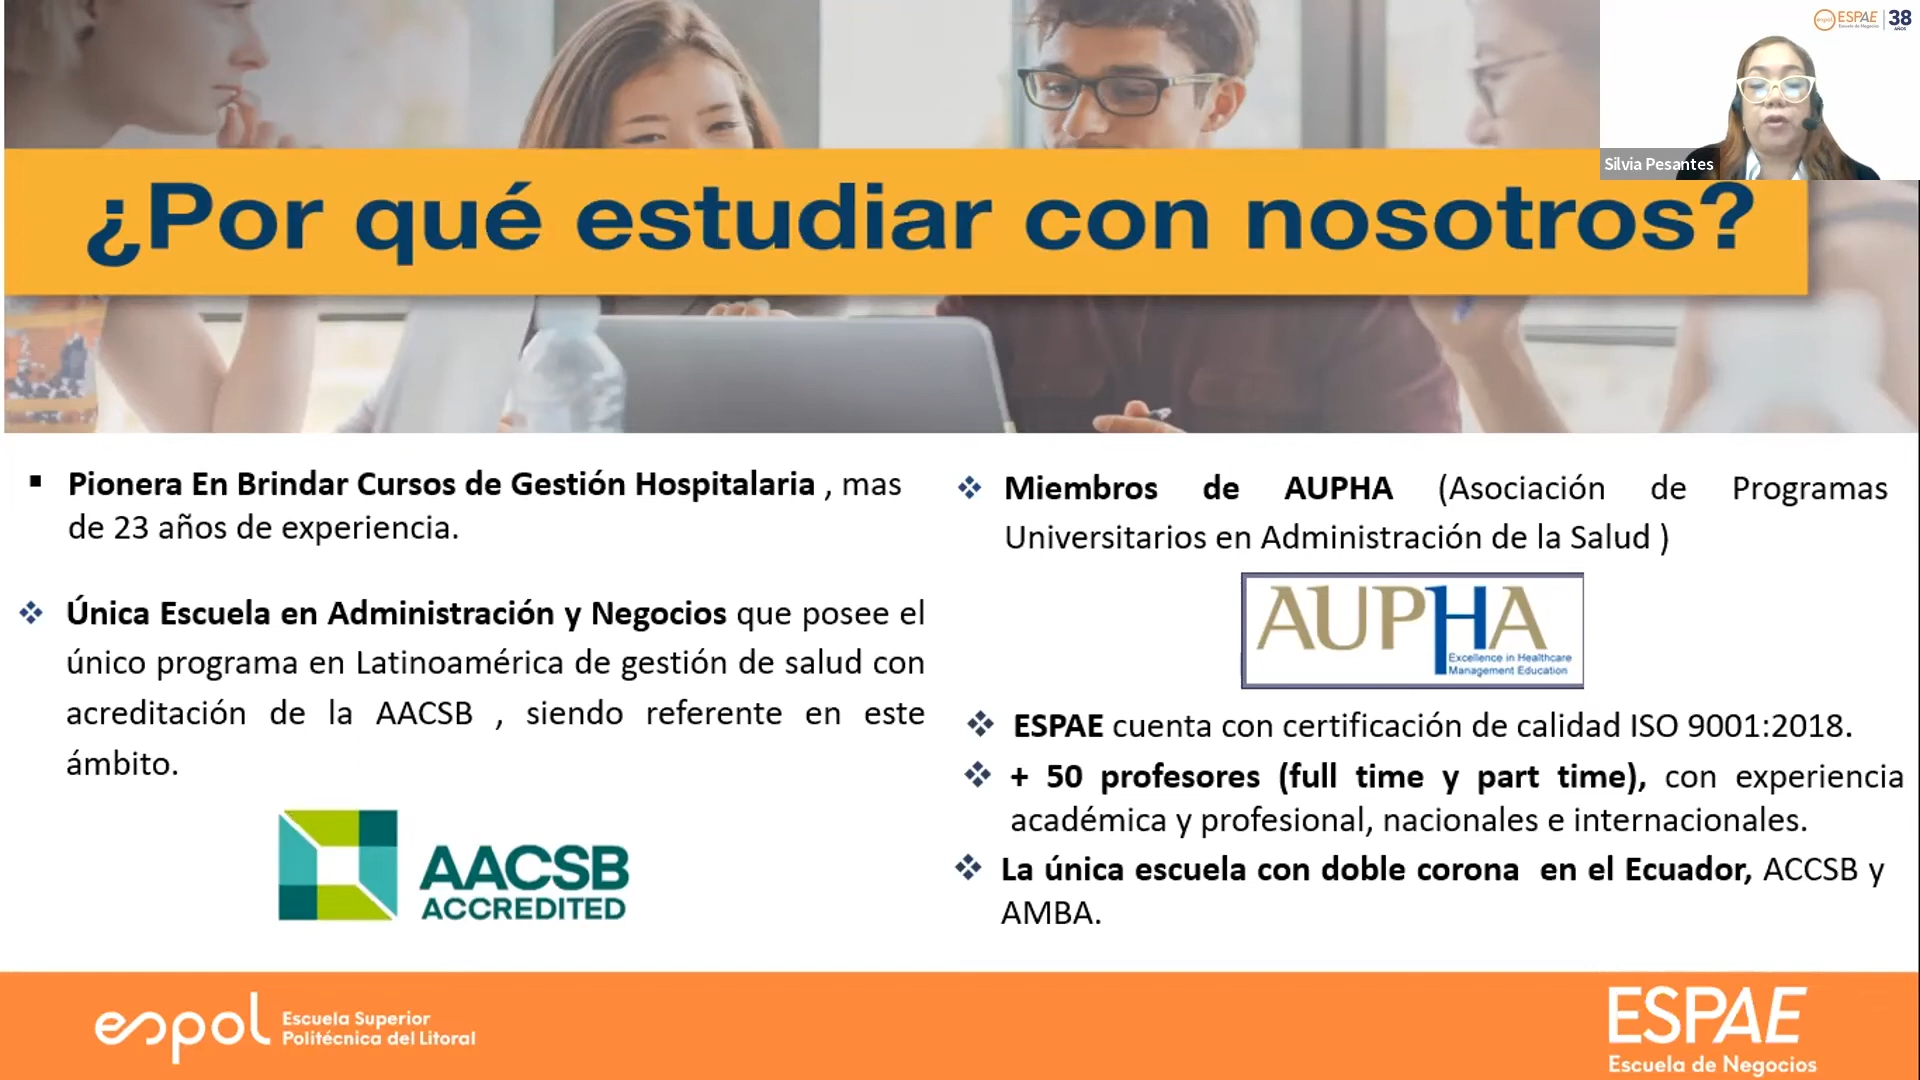 espol
ESPAE
Escuela de Negocios
38
AÑOS
Silvia Pesantes
¿Por qué estudiar con nosotros?
▪ Pionera En Brindar Cursos de Gestión Hospitalaria , mas
de 23 años de experiencia.
❖ Única Escuela en Administración y Negocios que posee el
único programa en Latinoamérica de gestión de salud con
acreditación de la AACSB , siendo referente en este
ámbito.
AACSB
ACCREDITED
❖ Miembros de AUPHA (Asociación de Programas
Universitarios en Administración de la Salud )
AUPHA
Excellence in Healthcare
Management Education
❖ ESPAE cuenta con certificación de calidad ISO 9001:2018.
❖ + 50 profesores (full time y part time), con experiencia
académica y profesional, nacionales e internacionales.
❖ La única escuela con doble corona en el Ecuador, ACCSB y
AMBA.
espol
Escuela Superior
Politécnica del Litoral
ESPAE
Escuela de Negocios